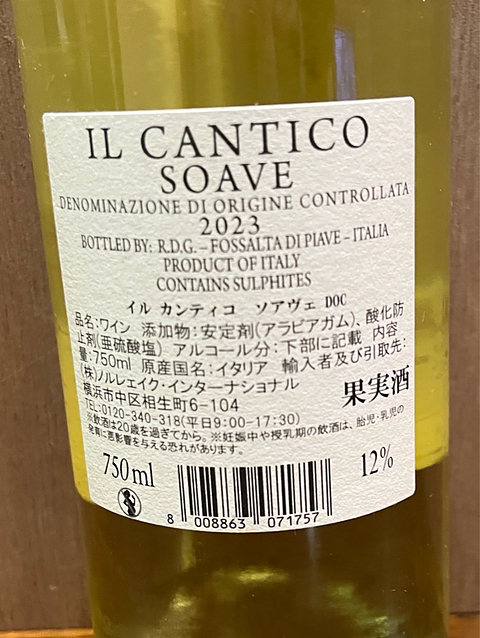 IL CANTICO
SOAVE
DENOMINAZIONE DI ORIGINE CONTROLLATA
2023
BOTTLED BY: R.D.G. – FOSSALTA DI PIAVE – ITALIA
PRODUCT OF ITALY
CONTAINS SULPHITES
イル カンティコ ソアヴェ DOC
品名:ワイン 添加物:安定剤(アラビアガム)、酸化防
止剤(亜硫酸塩) アルコール分:下部に記載 内容
量:750ml 原産国名:イタリア 輸入者及び引取先:
(株)ノルレェイク・インターナショナル
横浜市中区相生町6-104
果実酒
TEL:0120-340-318(平日9:00-17:30)
※飲酒は20歳を過ぎてから。※妊娠中や授乳期の飲酒は、胎児・乳児の
発育に悪影響を与える恐れがあります。
750 ml
12%
8 008863 071757